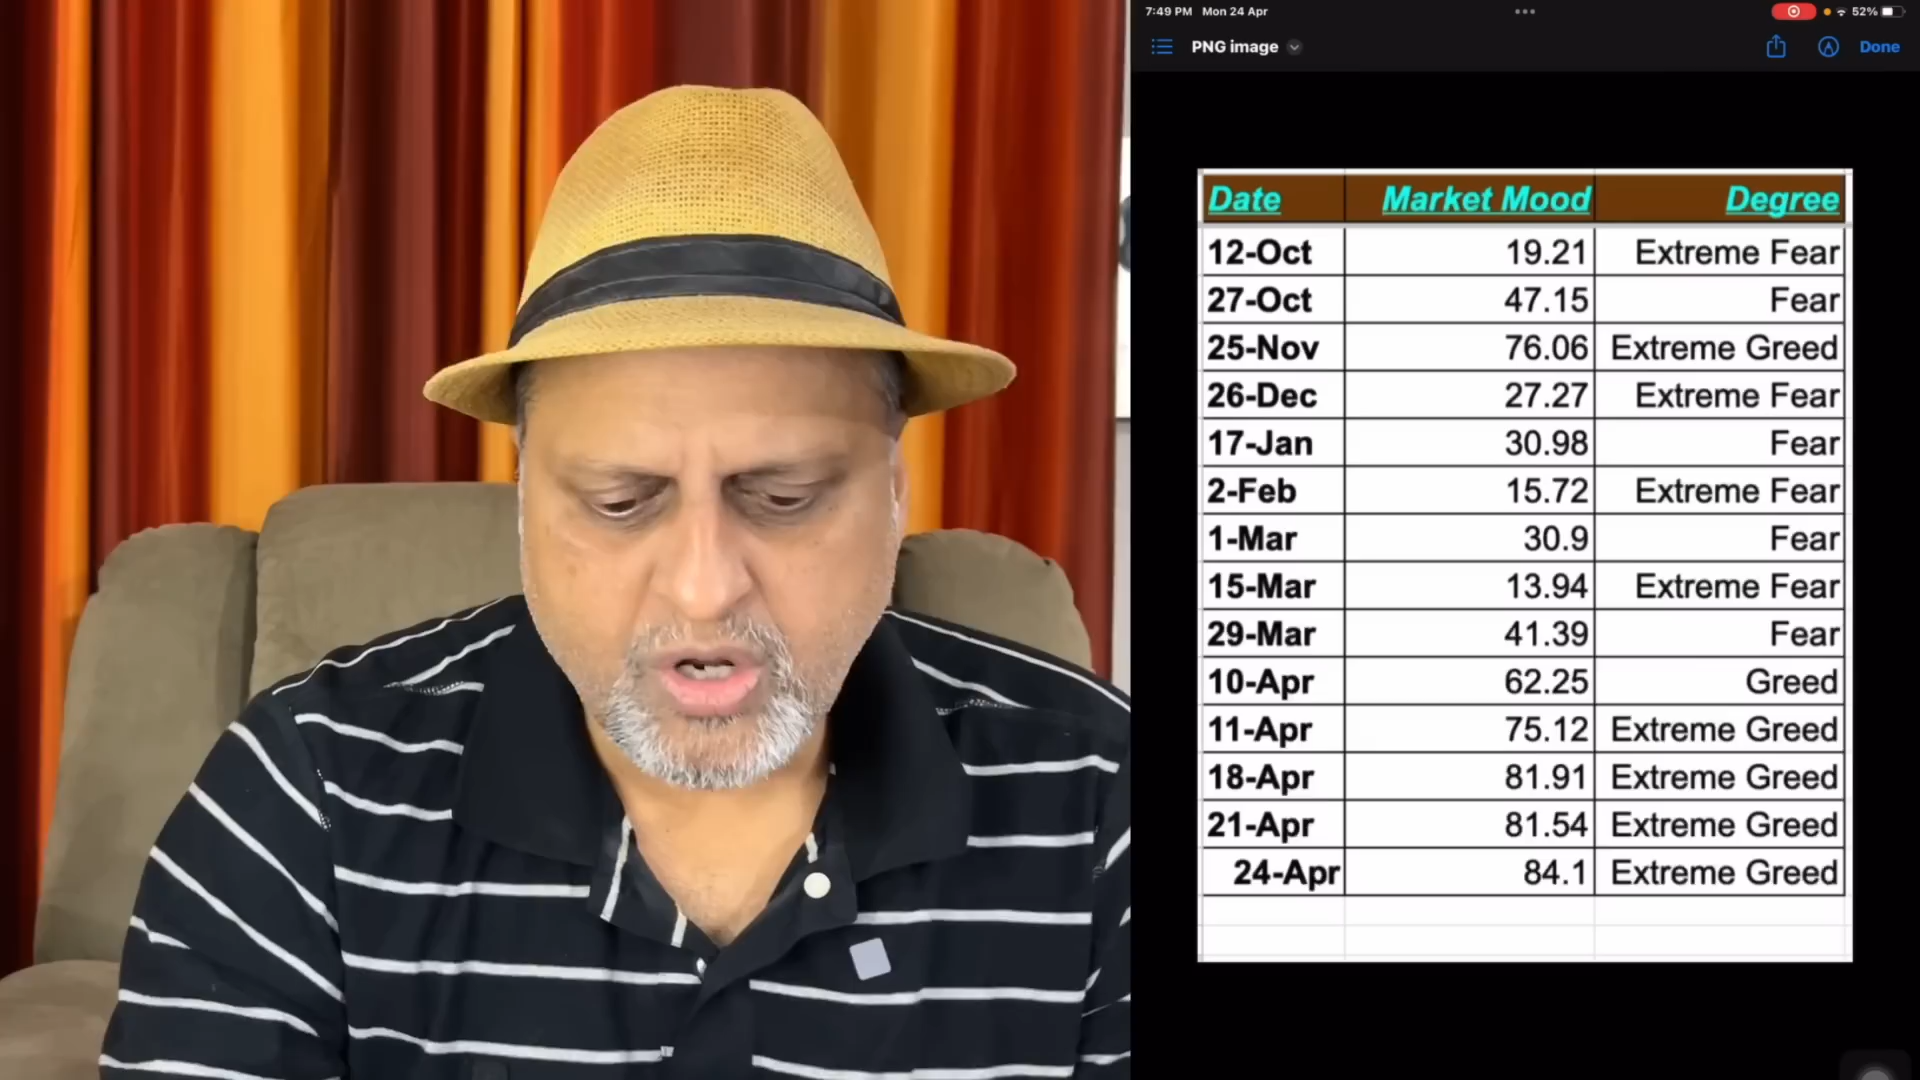 7:49 PM Mon 24 Apr
52%
PNG image
Done
Date Market Mood Degree
12-Oct 19.21 Extreme Fear
27-Oct 47.15 Fear
25-Nov 76.06 Extreme Greed
26-Dec 27.27 Extreme Fear
17-Jan 30.98 Fear
2-Feb 15.72 Extreme Fear
1-Mar 30.9 Fear
15-Mar 13.94 Extreme Fear
29-Mar 41.39 Fear
10-Apr 62.25 Greed
11-Apr 75.12 Extreme Greed
18-Apr 81.91 Extreme Greed
21-Apr 81.54 Extreme Greed
24-Apr 84.1 Extreme Greed